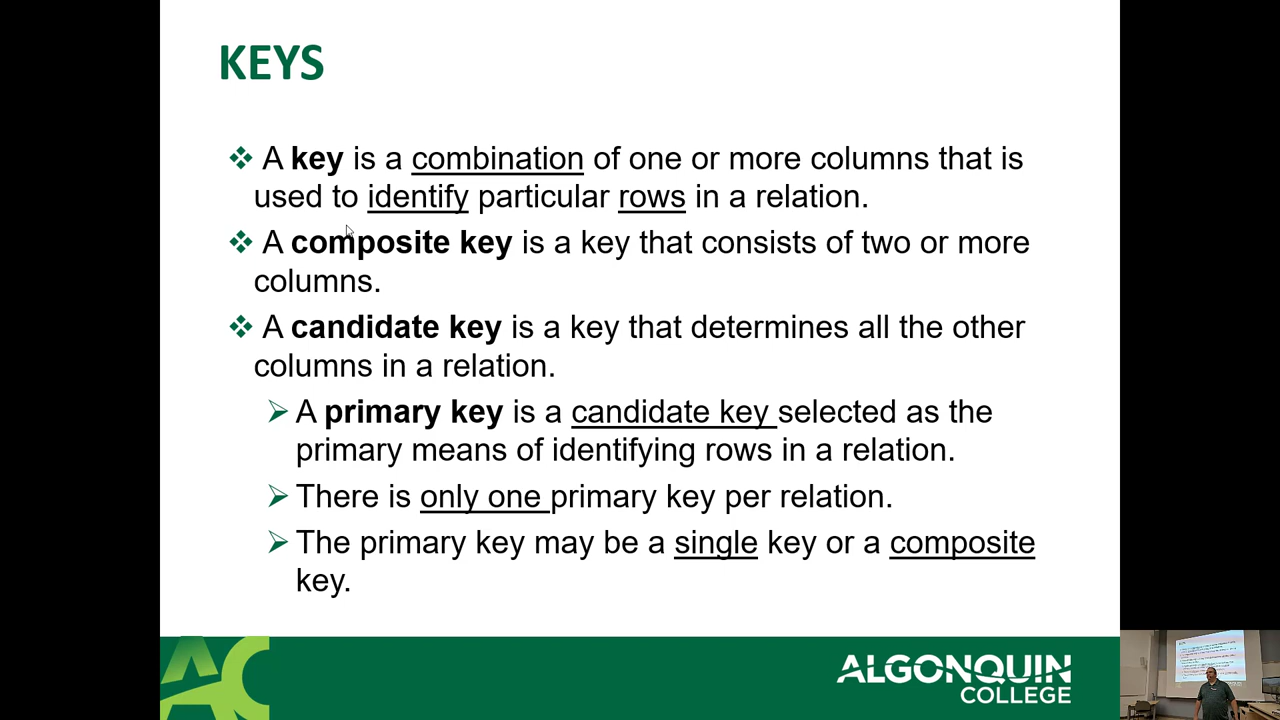 KEYS
A key is a combination of one or more columns that is
used to identify particular rows in a relation.
A composite key is a key that consists of two or more
columns.
A candidate key is a key that determines all the other
columns in a relation.
A primary key is a candidate key selected as the
primary means of identifying rows in a relation.
There is only one primary key per relation.
The primary key may be a single key or a composite
key.
AC
ALGONQUIN
COLLEGE